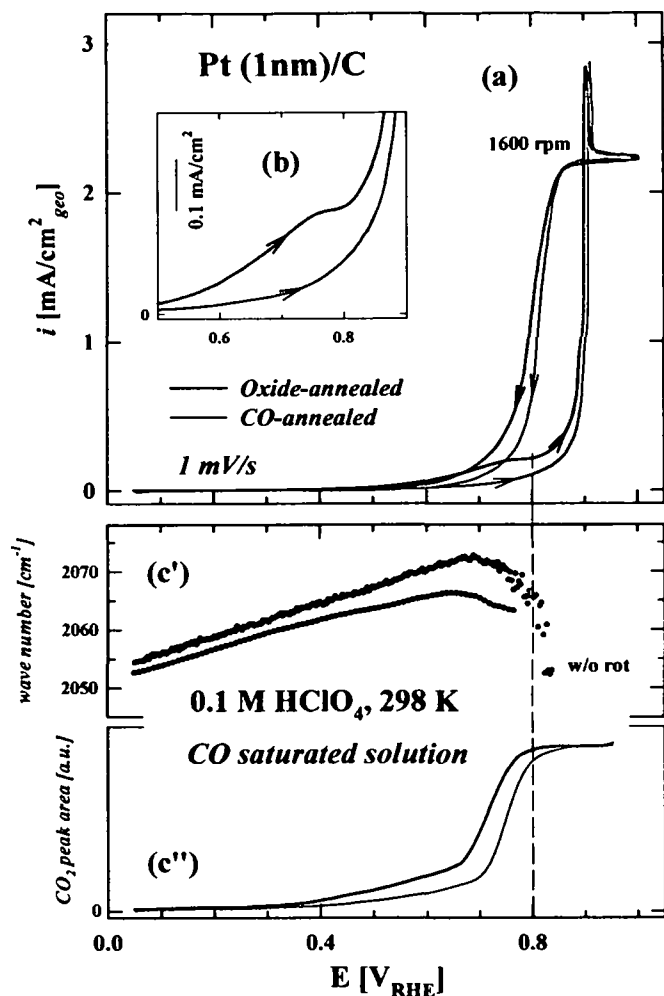 Pt (1nm)/C
(a)
1600 rpm
(b)
0.1 mA/cm²
0
0.6
0.8
i [mA/cm²geo]
3
2
1
0
Oxide-annealed
CO-annealed
1 mV/s
(c')
wave number [cm⁻¹]
2070
2060
2050
w/o rot
0.1 M HClO₄, 298 K
CO saturated solution
CO₂ peak area [a.u.]
(c'')
0
0.0
0.4
0.8
E [V_RHE]